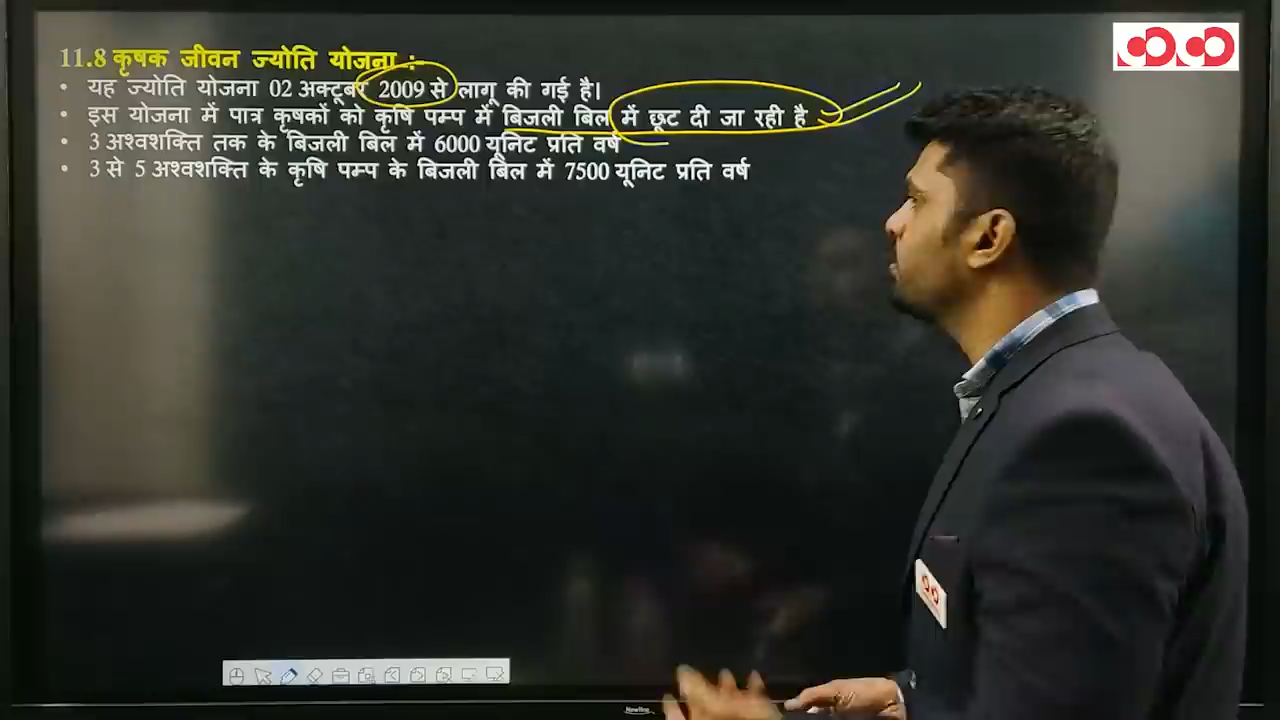 11.8 कृषक जीवन ज्योति योजना :-
• यह ज्योति योजना 02 अक्टूबर 2009 से लागू की गई है।
• इस योजना में पात्र कृषकों को कृषि पम्प में बिजली बिल में छूट दी जा रही है
• 3 अश्वशक्ति तक के बिजली बिल में 6000 यूनिट प्रति वर्ष
• 3 से 5 अश्वशक्ति के कृषि पम्प के बिजली बिल में 7500 यूनिट प्रति वर्ष
Newline